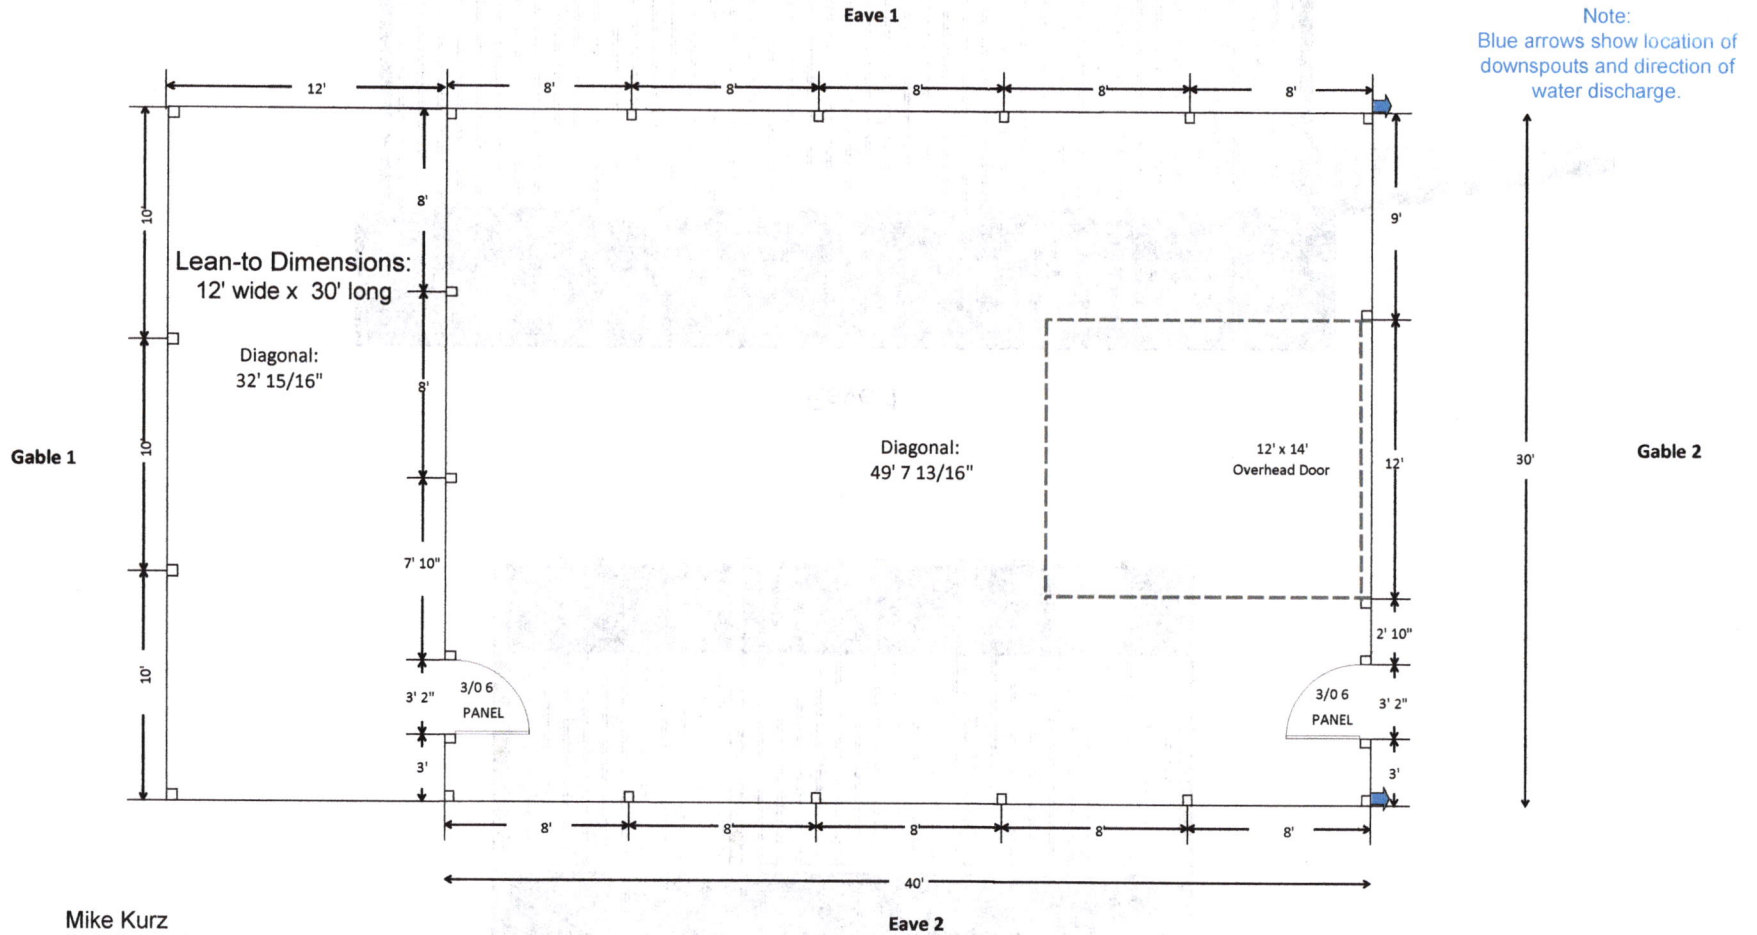 Eave 1
Note:
Blue arrows show location of
downspouts and direction of
water discharge.
12'
8'
8'
8'
8'
8'
10'
8'
9'
Lean-to Dimensions:
12' wide x 30' long
Diagonal:
32' 15/16"
8'
Gable 1
10'
Diagonal:
49' 7 13/16"
12' x 14'
Overhead Door
12'
30'
Gable 2
7' 10"
2' 10"
10'
3' 2"
3/0 6
PANEL
3/0 6
PANEL
3' 2"
3'
3'
8'
8'
8'
8'
8'
40'
Mike Kurz
Eave 2